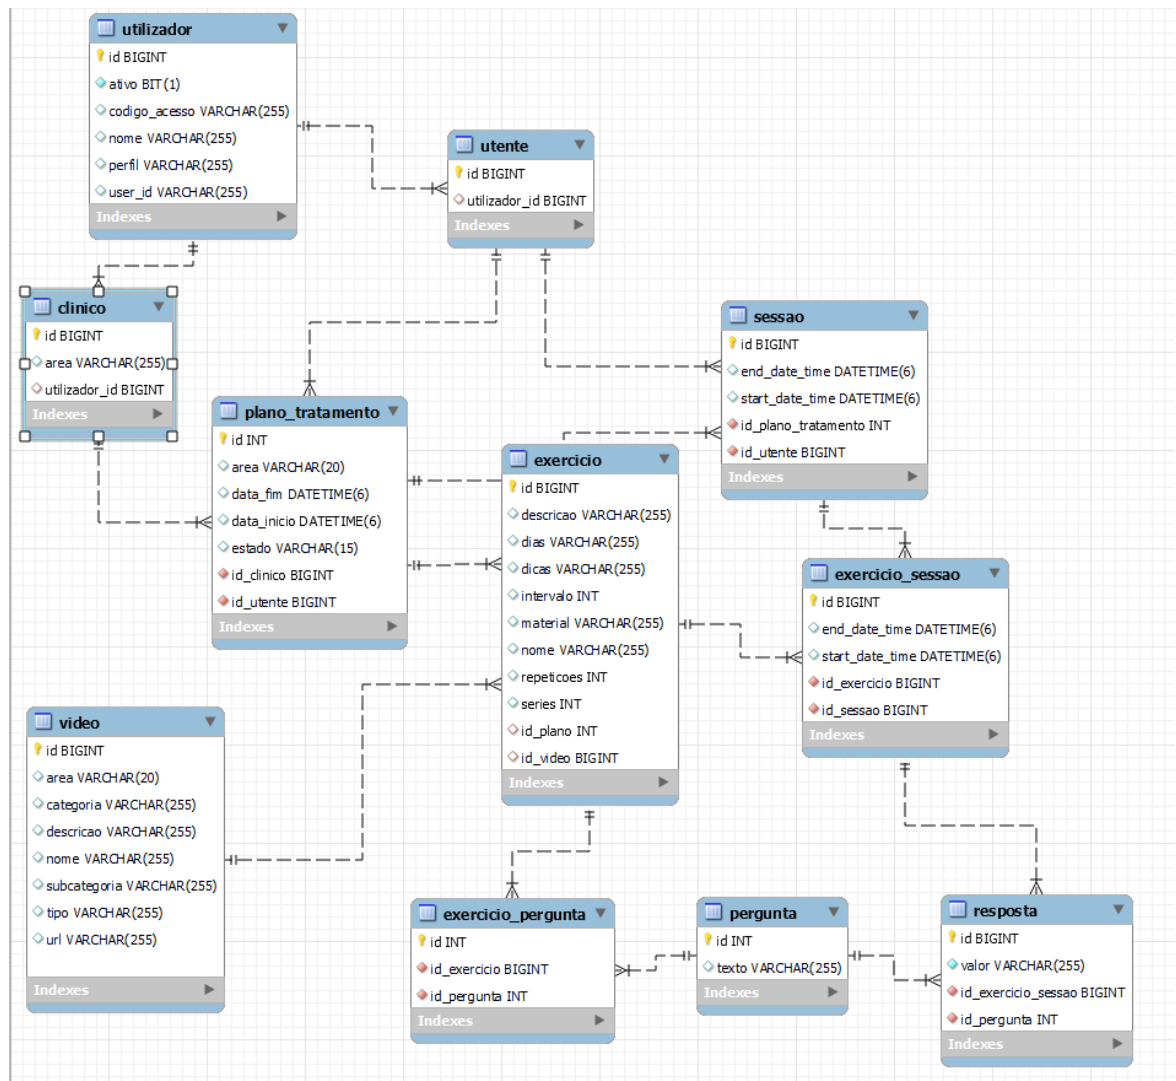 utilizador
id BIGINT
ativo BIT(1)
codigo_acesso VARCHAR(255)
nome VARCHAR(255)
perfil VARCHAR(255)
user_id VARCHAR(255)
Indexes
utente
id BIGINT
utilizador_id BIGINT
Indexes
clinico
id BIGINT
area VARCHAR(255)
utilizador_id BIGINT
Indexes
sessao
id BIGINT
end_date_time DATETIME(6)
start_date_time DATETIME(6)
id_plano_tratamento INT
id_utente BIGINT
Indexes
plano_tratamento
id INT
area VARCHAR(20)
data_fim DATETIME(6)
data_inicio DATETIME(6)
estado VARCHAR(15)
id_clinico BIGINT
id_utente BIGINT
Indexes
exercicio
id BIGINT
descricao VARCHAR(255)
dias VARCHAR(255)
dicas VARCHAR(255)
intervalo INT
material VARCHAR(255)
nome VARCHAR(255)
repeticoes INT
series INT
id_plano INT
id_video BIGINT
Indexes
exercicio_sessao
id BIGINT
end_date_time DATETIME(6)
start_date_time DATETIME(6)
id_exercicio BIGINT
id_sessao BIGINT
Indexes
video
id BIGINT
area VARCHAR(20)
categoria VARCHAR(255)
descricao VARCHAR(255)
nome VARCHAR(255)
subcategoria VARCHAR(255)
tipo VARCHAR(255)
url VARCHAR(255)
Indexes
exercicio_pergunta
id INT
id_exercicio BIGINT
id_pergunta INT
Indexes
pergunta
id INT
texto VARCHAR(255)
Indexes
resposta
id BIGINT
valor VARCHAR(255)
id_exercicio_sessao BIGINT
id_pergunta INT
Indexes